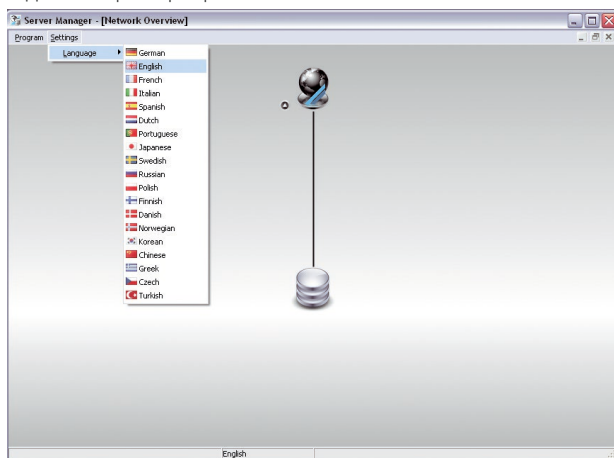 Server Manager - [Network Overview]
Program Settings
Language
German
English
French
Italian
Spanish
Dutch
Portuguese
Japanese
Swedish
Russian
Polish
Finnish
Danish
Norwegian
Korean
Chinese
Greek
Czech
Turkish
English